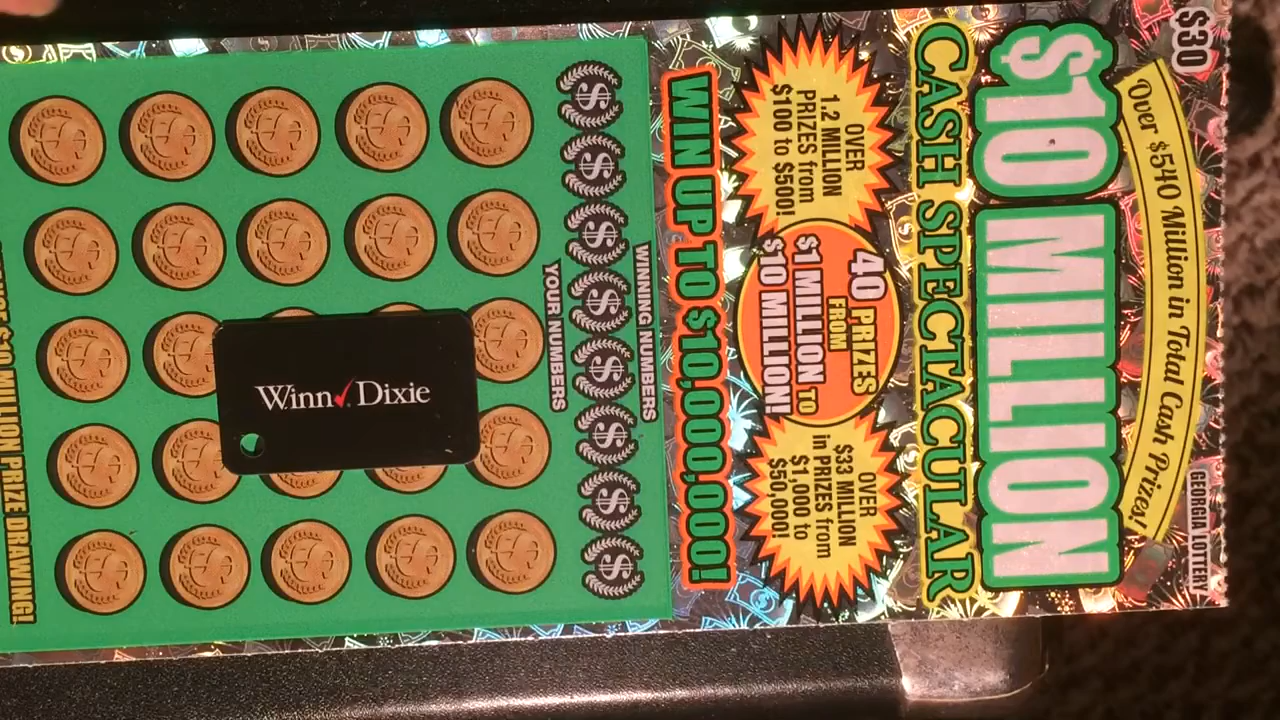 $30
GEORGIA LOTTERY
Over $540 Million in Total Cash Prizes!
$10 MILLION
CASH SPECTACULAR
OVER
1.2 MILLION
PRIZES from
$100 to $500!
40 PRIZES
FROM
$1 MILLION TO
$10 MILLION!
OVER
$33 MILLION
in PRIZES from
$1,000 to
$50,000!
WIN UP TO $10,000,000!
WINNING NUMBERS
YOUR NUMBERS
Winn Dixie
$10 MILLION PRIZE DRAWING!